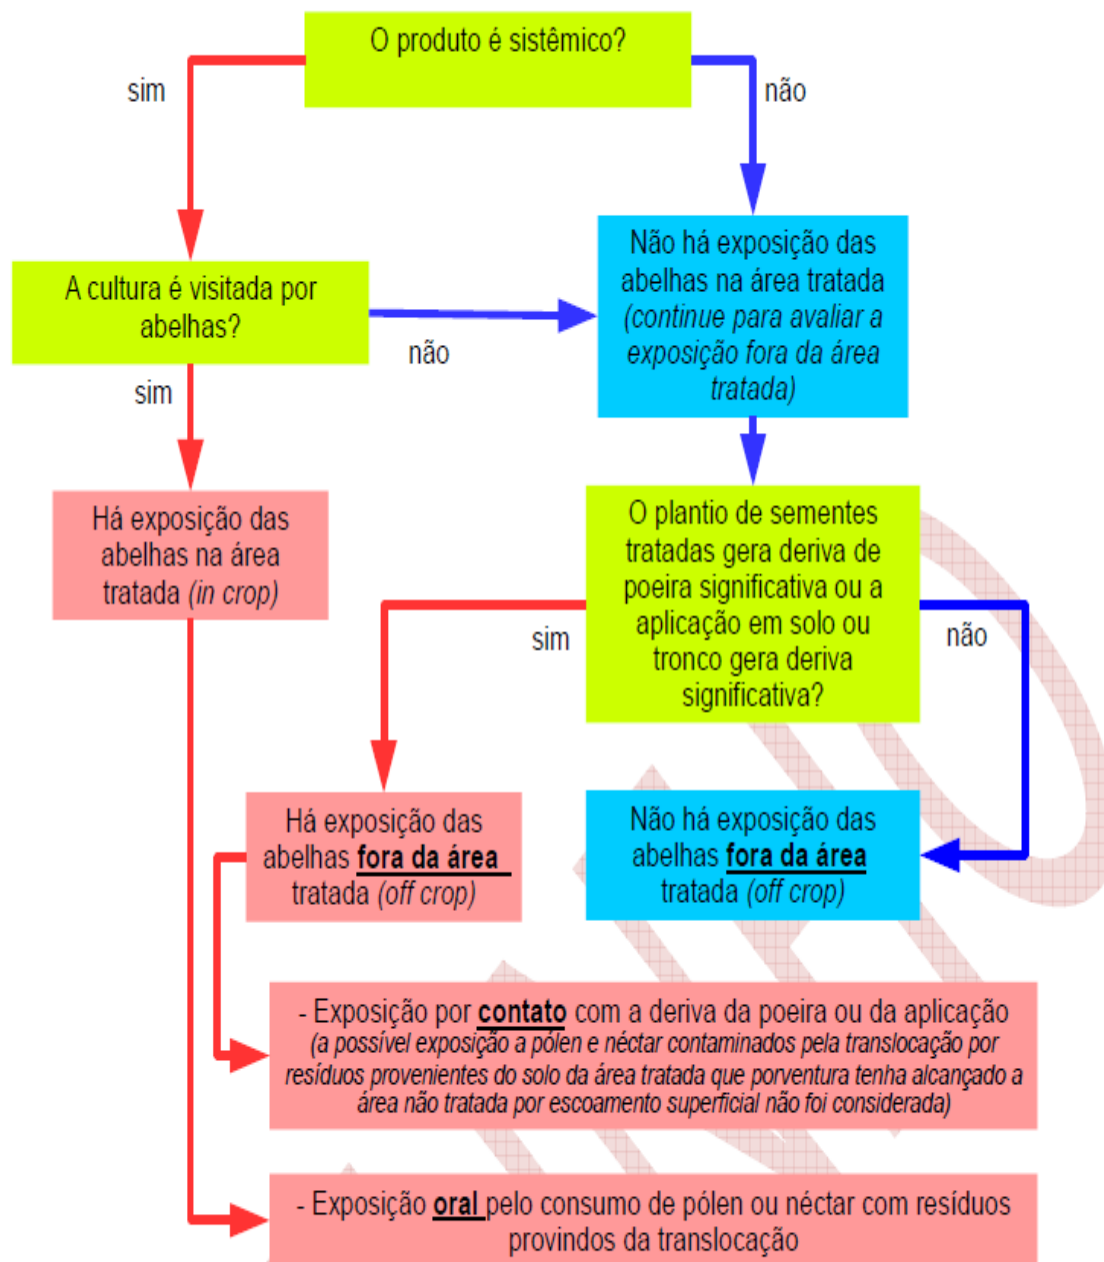 O produto é sistêmico?
sim
não
A cultura é visitada por
abelhas?
não
sim
Não há exposição das
abelhas na área tratada
(continue para avaliar a
exposição fora da área
tratada)
Há exposição das
abelhas na área
tratada (in crop)
O plantio de sementes
tratadas gera deriva de
poeira significativa ou a
aplicação em solo ou
tronco gera deriva
significativa?
sim
não
Há exposição das
abelhas fora da área
tratada (off crop)
Não há exposição das
abelhas fora da área
tratada (off crop)
- Exposição por contato com a deriva da poeira ou da aplicação
(a possível exposição a pólen e néctar contaminados pela translocação por
resíduos provenientes do solo da área tratada que porventura tenha alcançado a
área não tratada por escoamento superficial não foi considerada)
- Exposição oral pelo consumo de pólen ou néctar com resíduos
provindos da translocação